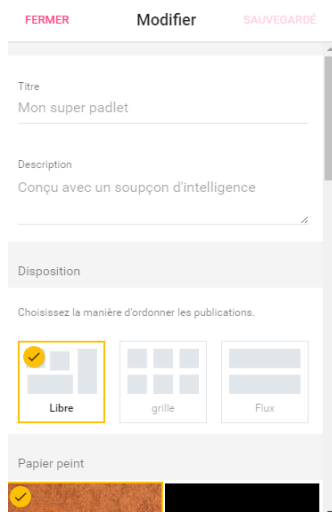 FERMER Modifier SAUVEGARDÉ
Titre
Mon super padlet
Description
Conçu avec un soupçon d'intelligence
Disposition
Choisissez la manière d'ordonner les publications.
Libre grille Flux
Papier peint